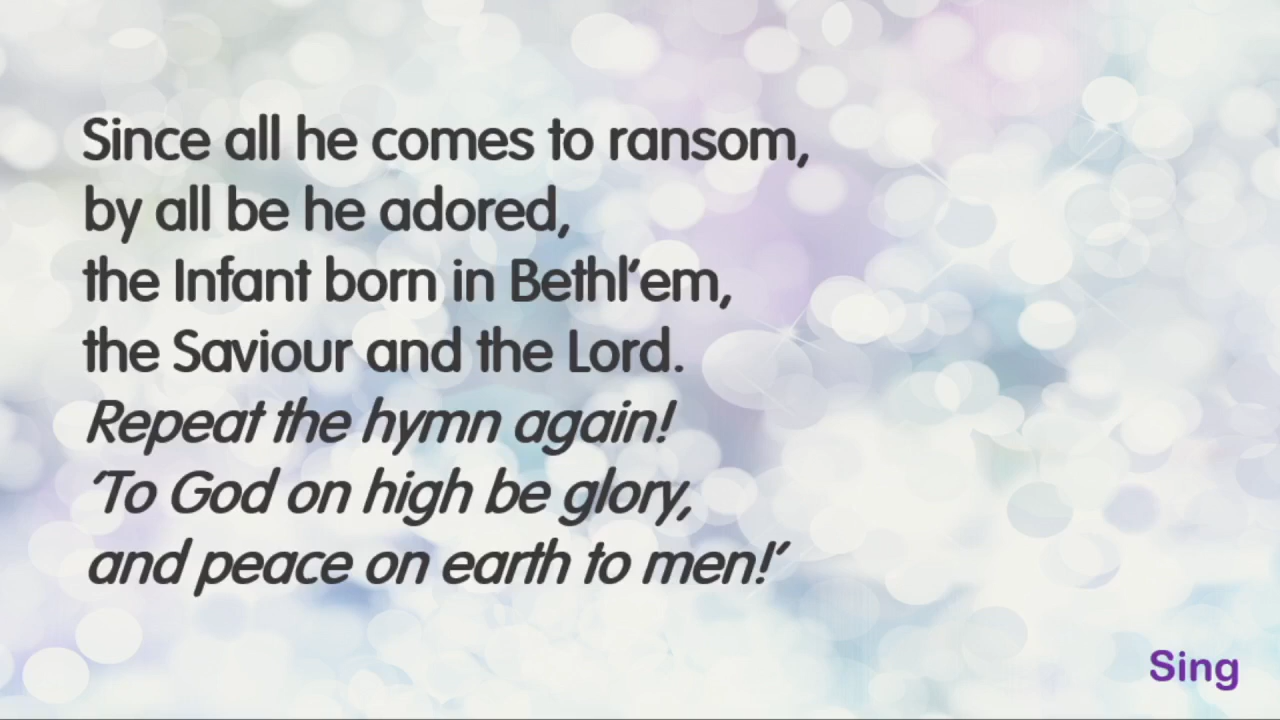 Since all he comes to ransom,
by all be he adored,
the Infant born in Bethl’em,
the Saviour and the Lord.
Repeat the hymn again!
‘To God on high be glory,
and peace on earth to men!’
Sing